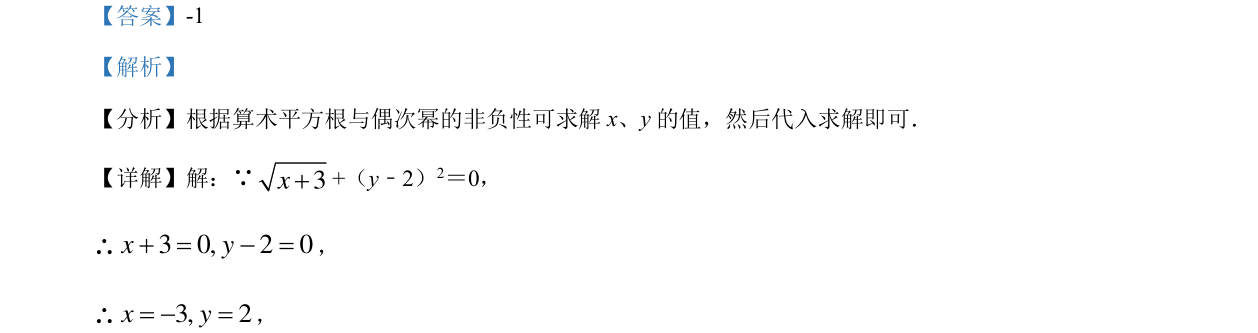 【答案】-1
【解析】
【分析】根据算术平方根与偶次幂的非负性可求解 x、y 的值，然后代入求解即可．
【详解】解：∵√(x+3)+（y﹣2）²＝0，
∴x+3=0, y−2=0，
∴x=−3, y=2，